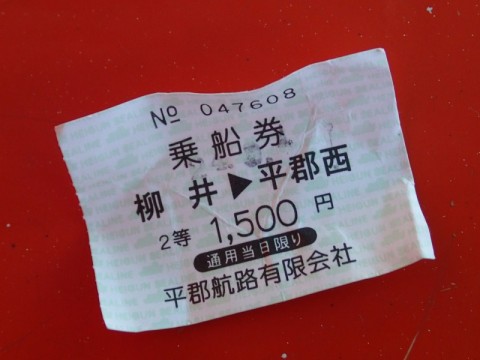 No 047608
乗船券
柳井▶平郡西
2等 1,500 円
通用当日限り
平郡航路有限会社